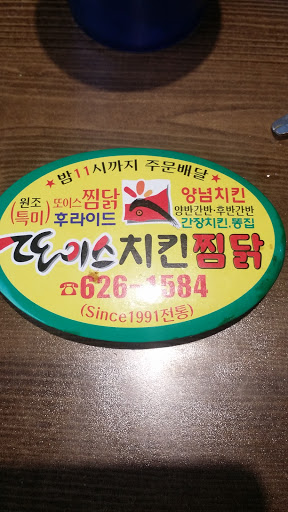 ★밤11시까지 주문배달★
원조 또이스찜닭 양념치킨
(특미) 후라이드 양반간반·후반간반
간장치킨.똥집
또이스치킨찜닭
☎626-1584
(Since1991전통)